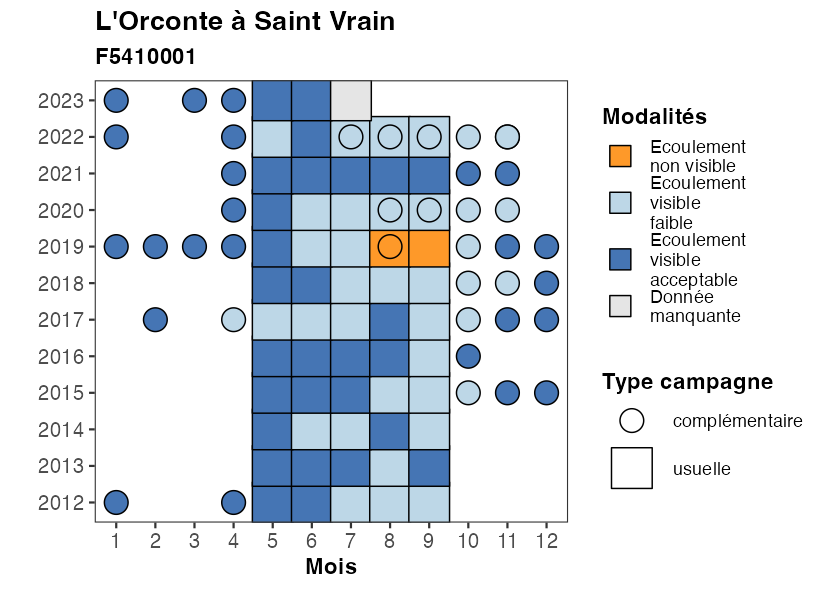 L'Orconte à Saint Vrain
F5410001
2023
2022
2021
2020
2019
2018
2017
2016
2015
2014
2013
2012
1 2 3 4 5 6 7 8 9 10 11 12
Mois
Modalités
Ecoulement
non visible
Ecoulement
visible
faible
Ecoulement
visible
acceptable
Donnée
manquante
Type campagne
complémentaire
usuelle